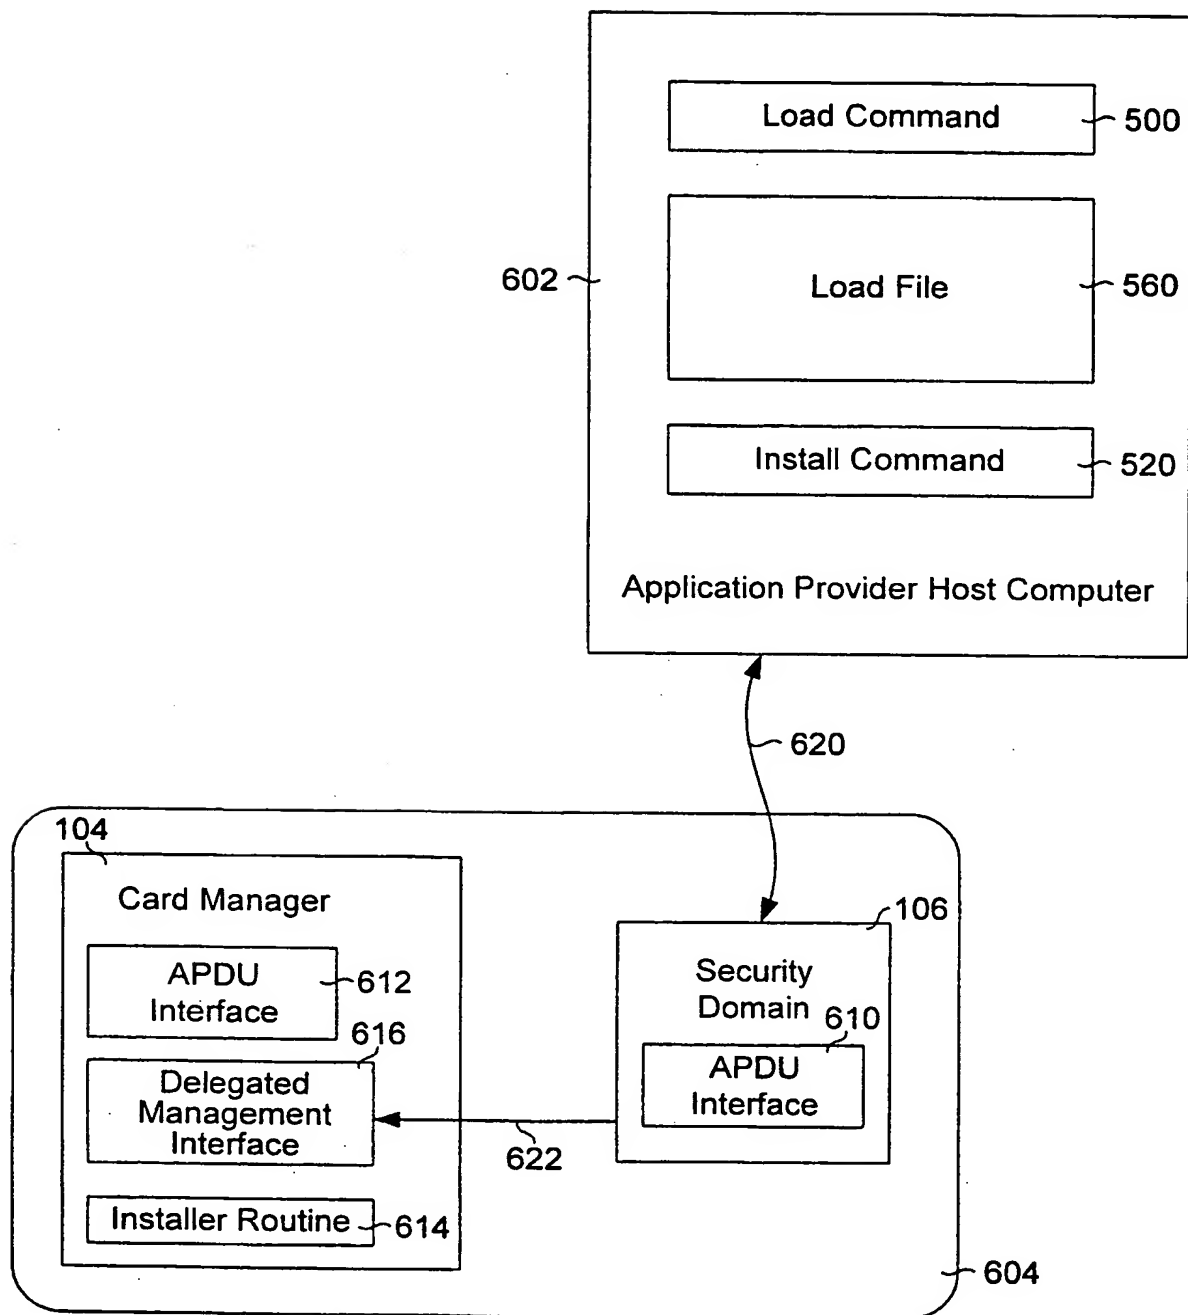 Load Command
500
602
Load File
560
Install Command
520
Application Provider Host Computer
620
104
Card Manager
106
APDU
Interface
612
Security
Domain
616
610
Delegated
Management
Interface
APDU
Interface
622
Installer Routine
614
604